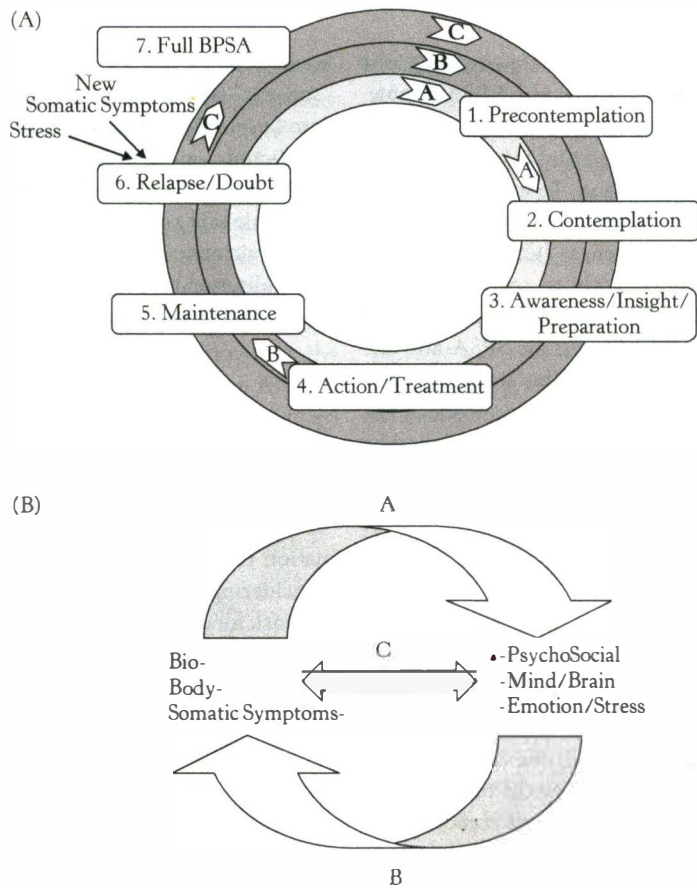 (A)
7. Full BPSA
C
B
A
New
Somatic Symptoms
Stress
C
1. Precontemplation
A
6. Relapse/Doubt
2. Contemplation
5. Maintenance
3. Awareness/Insight/
Preparation
B
4. Action/Treatment
(B)
A
C
Bio-
Body-
Somatic Symptoms-
-PsychoSocial
-Mind/Brain
-Emotion/Stress
B